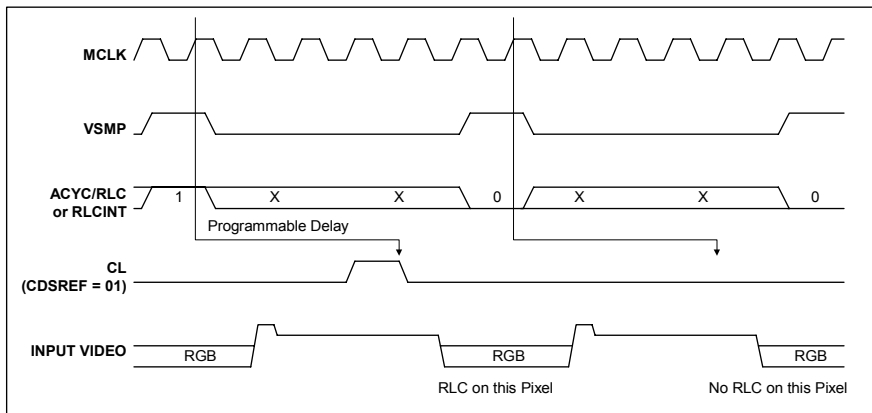 MCLK
VSMP
ACYC/RLC
or RLCINT
1 X X 0 X X 0
Programmable Delay
CL
(CDSREF = 01)
INPUT VIDEO
RGB RGB RGB
RLC on this Pixel No RLC on this Pixel